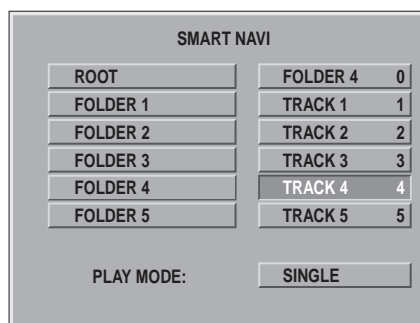 SMART NAVI
ROOT
FOLDER 1
FOLDER 2
FOLDER 3
FOLDER 4
FOLDER 5
FOLDER 4 0
TRACK 1 1
TRACK 2 2
TRACK 3 3
TRACK 4 4
TRACK 5 5
PLAY MODE: SINGLE